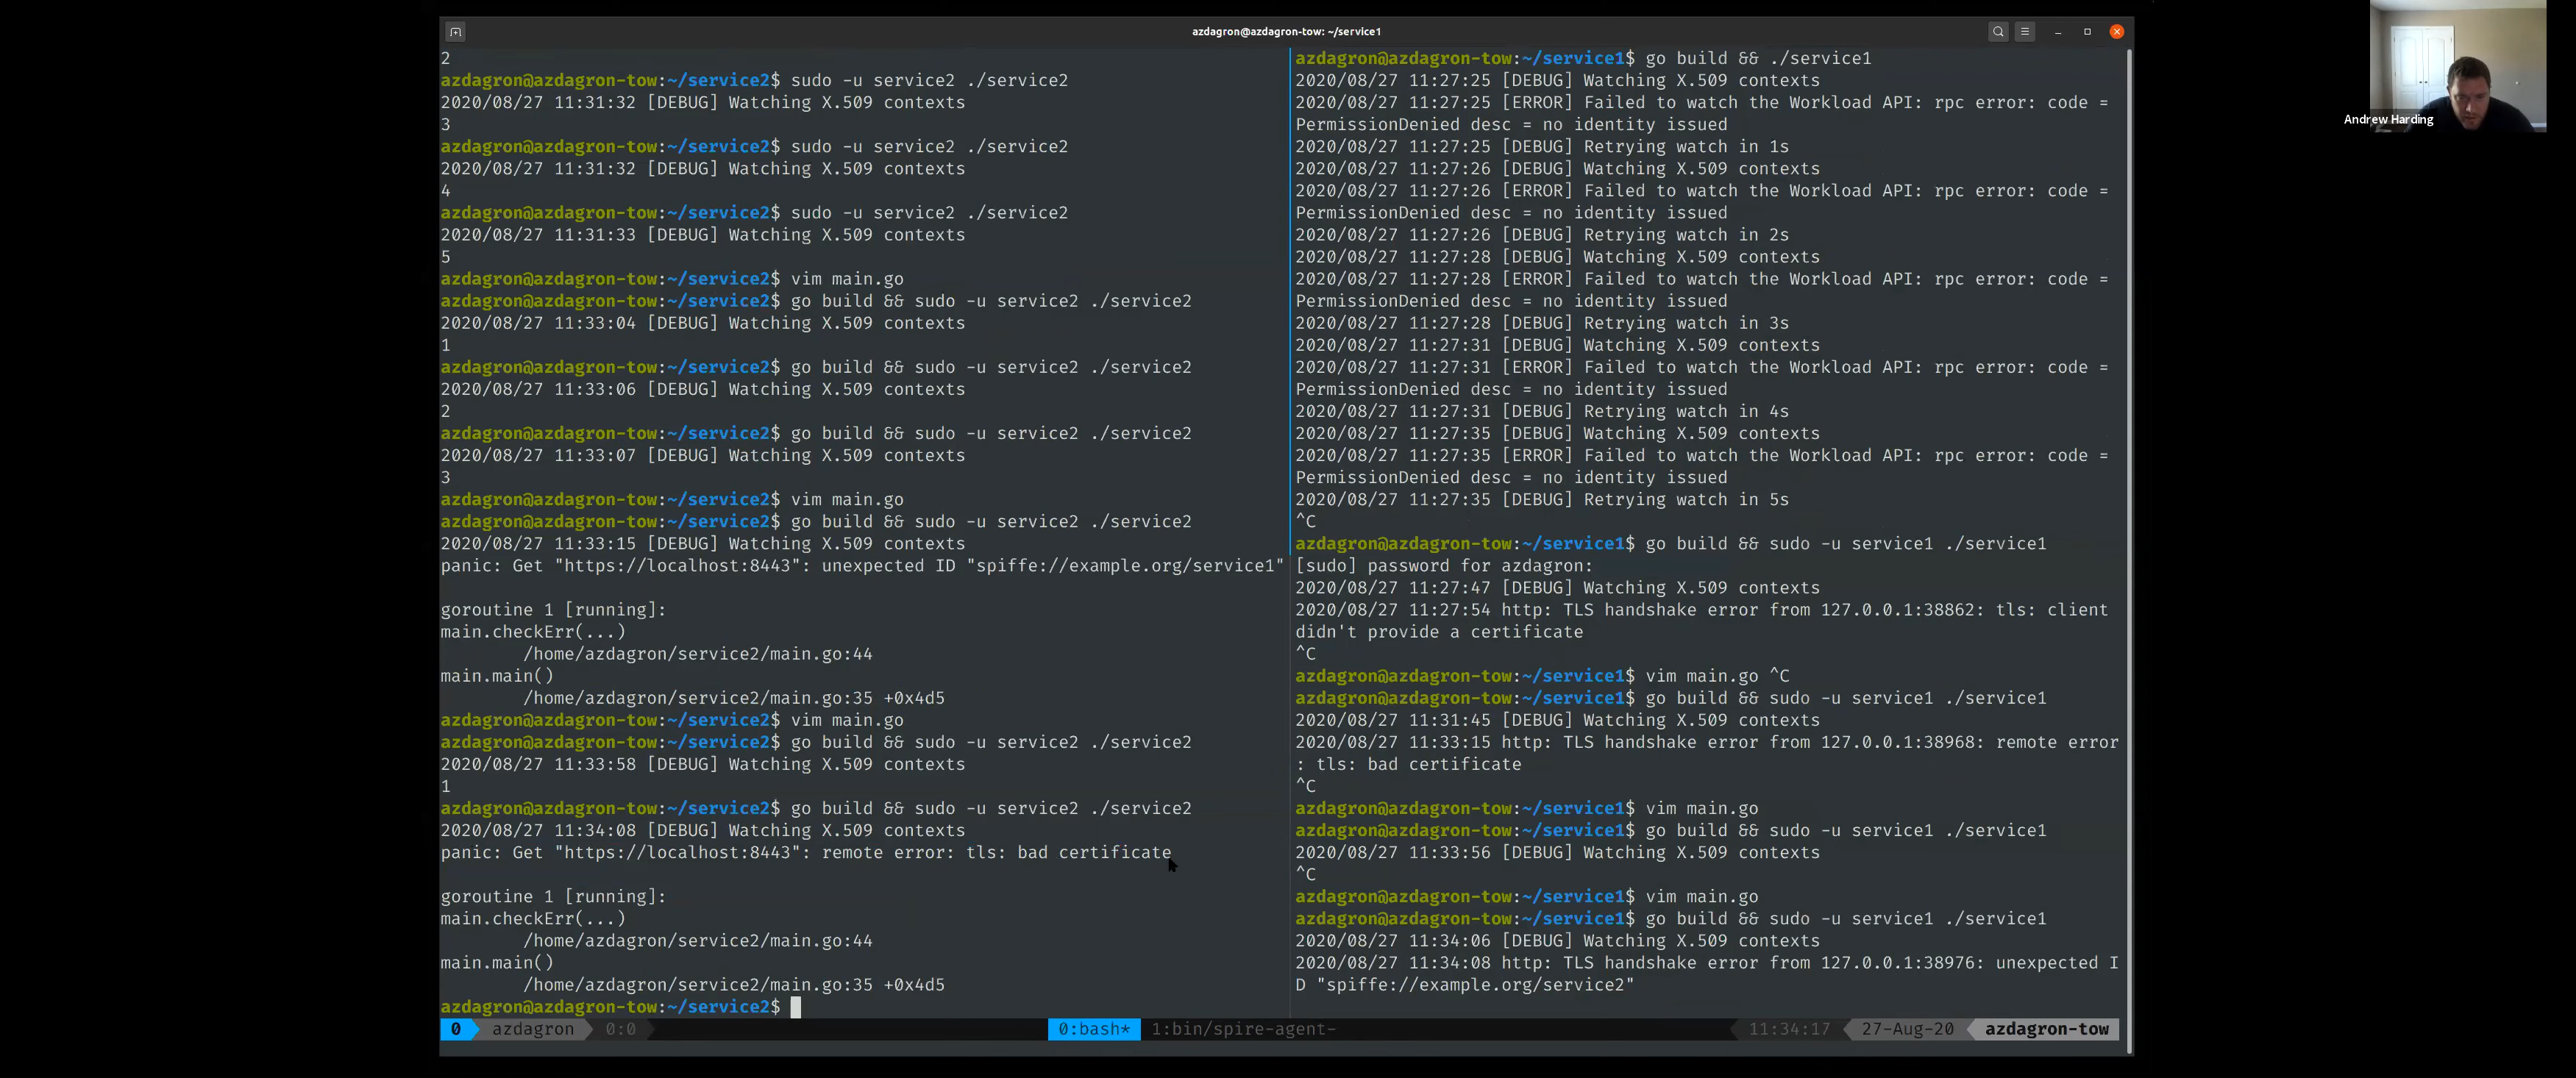 azdagron@azdagron-tow: ~/service1
2
azdagron@azdagron-tow:~/service2$ sudo -u service2 ./service2
2020/08/27 11:31:32 [DEBUG] Watching X.509 contexts
3
azdagron@azdagron-tow:~/service2$ sudo -u service2 ./service2
2020/08/27 11:31:32 [DEBUG] Watching X.509 contexts
4
azdagron@azdagron-tow:~/service2$ sudo -u service2 ./service2
2020/08/27 11:31:33 [DEBUG] Watching X.509 contexts
5
azdagron@azdagron-tow:~/service2$ vim main.go
azdagron@azdagron-tow:~/service2$ go build && sudo -u service2 ./service2
2020/08/27 11:33:04 [DEBUG] Watching X.509 contexts
1
azdagron@azdagron-tow:~/service2$ go build && sudo -u service2 ./service2
2020/08/27 11:33:06 [DEBUG] Watching X.509 contexts
2
azdagron@azdagron-tow:~/service2$ go build && sudo -u service2 ./service2
2020/08/27 11:33:07 [DEBUG] Watching X.509 contexts
3
azdagron@azdagron-tow:~/service2$ vim main.go
azdagron@azdagron-tow:~/service2$ go build && sudo -u service2 ./service2
2020/08/27 11:33:15 [DEBUG] Watching X.509 contexts
panic: Get "https://localhost:8443": unexpected ID "spiffe://example.org/service1"
goroutine 1 [running]:
main.checkErr(...)
/home/azdagron/service2/main.go:44
main.main()
/home/azdagron/service2/main.go:35 +0x4d5
azdagron@azdagron-tow:~/service2$ vim main.go
azdagron@azdagron-tow:~/service2$ go build && sudo -u service2 ./service2
2020/08/27 11:33:58 [DEBUG] Watching X.509 contexts
1
azdagron@azdagron-tow:~/service2$ go build && sudo -u service2 ./service2
2020/08/27 11:34:08 [DEBUG] Watching X.509 contexts
panic: Get "https://localhost:8443": remote error: tls: bad certificate
goroutine 1 [running]:
main.checkErr(...)
/home/azdagron/service2/main.go:44
main.main()
/home/azdagron/service2/main.go:35 +0x4d5
azdagron@azdagron-tow:~/service2$
azdagron@azdagron-tow:~/service1$ go build && ./service1
2020/08/27 11:27:25 [DEBUG] Watching X.509 contexts
2020/08/27 11:27:25 [ERROR] Failed to watch the Workload API: rpc error: code =
PermissionDenied desc = no identity issued
2020/08/27 11:27:25 [DEBUG] Retrying watch in 1s
2020/08/27 11:27:26 [DEBUG] Watching X.509 contexts
2020/08/27 11:27:26 [ERROR] Failed to watch the Workload API: rpc error: code =
PermissionDenied desc = no identity issued
2020/08/27 11:27:26 [DEBUG] Retrying watch in 2s
2020/08/27 11:27:28 [DEBUG] Watching X.509 contexts
2020/08/27 11:27:28 [ERROR] Failed to watch the Workload API: rpc error: code =
PermissionDenied desc = no identity issued
2020/08/27 11:27:28 [DEBUG] Retrying watch in 3s
2020/08/27 11:27:31 [DEBUG] Watching X.509 contexts
2020/08/27 11:27:31 [ERROR] Failed to watch the Workload API: rpc error: code =
PermissionDenied desc = no identity issued
2020/08/27 11:27:31 [DEBUG] Retrying watch in 4s
2020/08/27 11:27:35 [DEBUG] Watching X.509 contexts
2020/08/27 11:27:35 [ERROR] Failed to watch the Workload API: rpc error: code =
PermissionDenied desc = no identity issued
2020/08/27 11:27:35 [DEBUG] Retrying watch in 5s
^C
azdagron@azdagron-tow:~/service1$ go build && sudo -u service1 ./service1
[sudo] password for azdagron:
2020/08/27 11:27:47 [DEBUG] Watching X.509 contexts
2020/08/27 11:27:54 http: TLS handshake error from 127.0.0.1:38862: tls: client
didn't provide a certificate
^C
azdagron@azdagron-tow:~/service1$ vim main.go ^C
azdagron@azdagron-tow:~/service1$ go build && sudo -u service1 ./service1
2020/08/27 11:31:45 [DEBUG] Watching X.509 contexts
2020/08/27 11:33:15 http: TLS handshake error from 127.0.0.1:38968: remote error
: tls: bad certificate
^C
azdagron@azdagron-tow:~/service1$ vim main.go
azdagron@azdagron-tow:~/service1$ go build && sudo -u service1 ./service1
2020/08/27 11:33:56 [DEBUG] Watching X.509 contexts
^C
azdagron@azdagron-tow:~/service1$ vim main.go
azdagron@azdagron-tow:~/service1$ go build && sudo -u service1 ./service1
2020/08/27 11:34:06 [DEBUG] Watching X.509 contexts
2020/08/27 11:34:08 http: TLS handshake error from 127.0.0.1:38976: unexpected I
D "spiffe://example.org/service2"
0 azdagron 0:0 0:bash* 1:bin/spire-agent- 11:34:17 27-Aug-20 azdagron-tow
Andrew Harding